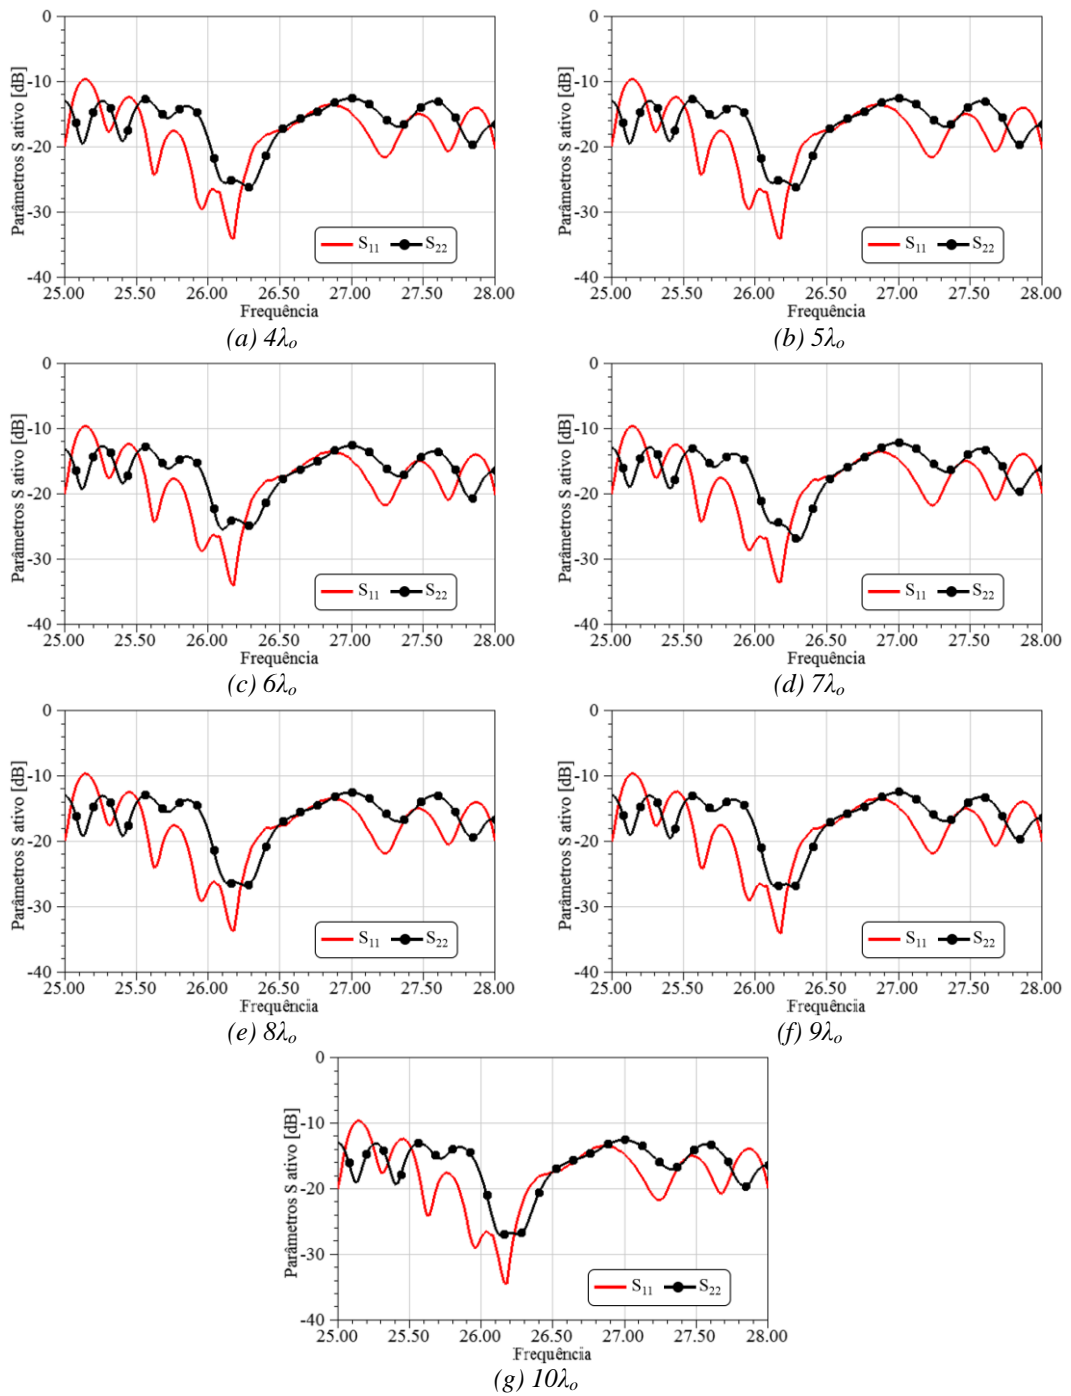 Parâmetros S ativo [dB]
0
-10
-20
-30
-40
S₁₁ S₂₂
25.00 25.50 26.00 26.50 27.00 27.50 28.00
Frequência
(a) 4λₒ
Parâmetros S ativo [dB]
0
-10
-20
-30
-40
S₁₁ S₂₂
25.00 25.50 26.00 26.50 27.00 27.50 28.00
Frequência
(b) 5λₒ
Parâmetros S ativo [dB]
0
-10
-20
-30
-40
S₁₁ S₂₂
25.00 25.50 26.00 26.50 27.00 27.50 28.00
Frequência
(c) 6λₒ
Parâmetros S ativo [dB]
0
-10
-20
-30
-40
S₁₁ S₂₂
25.00 25.50 26.00 26.50 27.00 27.50 28.00
Frequência
(d) 7λₒ
Parâmetros S ativo [dB]
0
-10
-20
-30
-40
S₁₁ S₂₂
25.00 25.50 26.00 26.50 27.00 27.50 28.00
Frequência
(e) 8λₒ
Parâmetros S ativo [dB]
0
-10
-20
-30
-40
S₁₁ S₂₂
25.00 25.50 26.00 26.50 27.00 27.50 28.00
Frequência
(f) 9λₒ
Parâmetros S ativo [dB]
0
-10
-20
-30
-40
S₁₁ S₂₂
25.00 25.50 26.00 26.50 27.00 27.50 28.00
Frequência
(g) 10λₒ